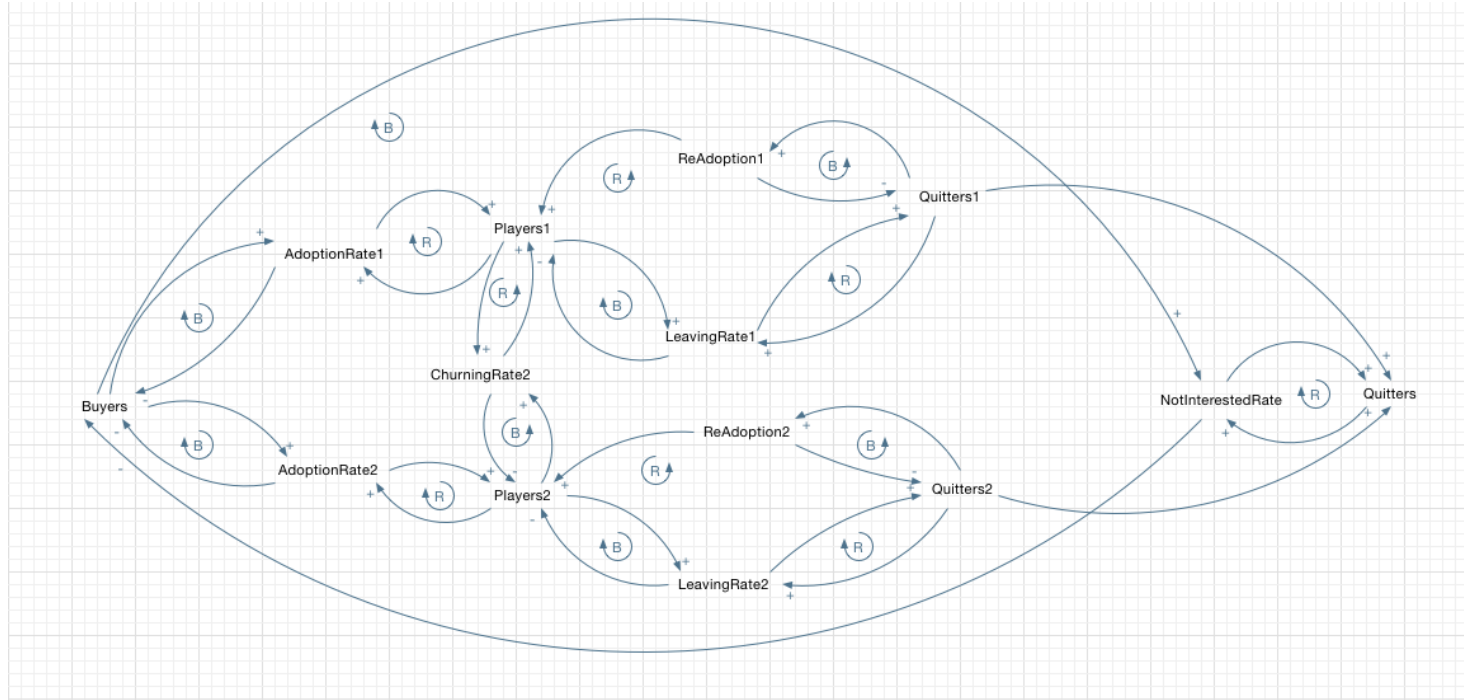 B
ReAdoption1
+
B
R
-
Quitters1
+
+
+
+
Players1
+
AdoptionRate1
R
+
-
+
R
B
R
+
B
+
LeavingRate1
+
+
+
ChurningRate2
NotInterestedRate
+
R
Quitters
+
+
Buyers
-
+
-
B
ReAdoption2
+
B
B
+
-
AdoptionRate2
+
-
R
-
+
Quitters2
+
R
Players2
+
-
B
R
+
LeavingRate2
+